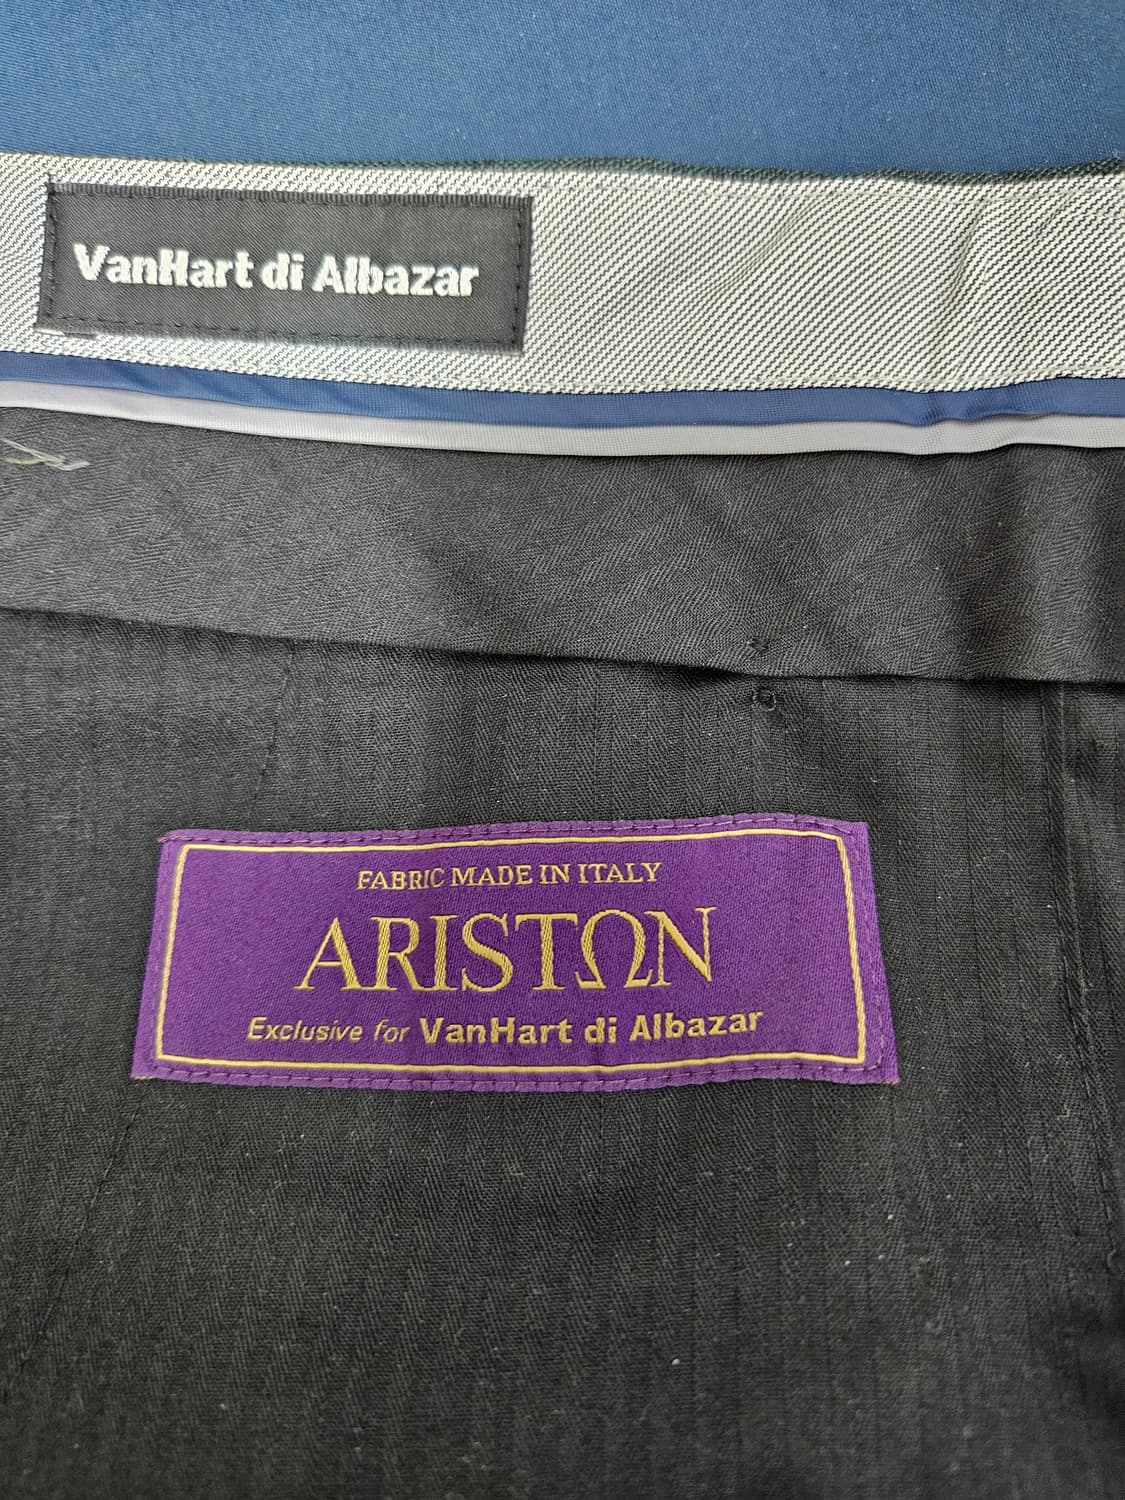 VanHart di Albazar
FABRIC MADE IN ITALY
ARISTΩN
Exclusive for VanHart di Albazar